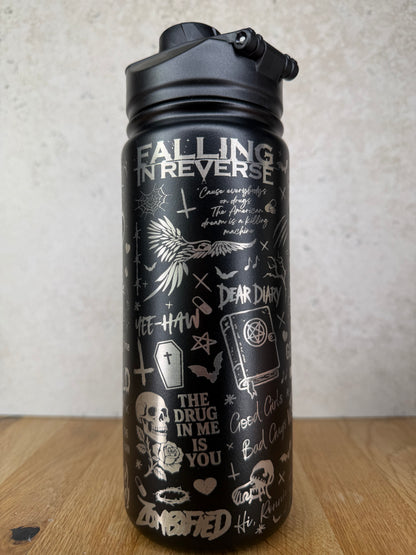 FALLING
IN REVERSE
'Cause everybody's
on drugs
The American
dream is a killing
machine
DEAR DIARY
YEE-HAW
THE
DRUG
IN ME
IS
YOU
Good Girls
Bad Guys
ZOMBIFIED
Hi,